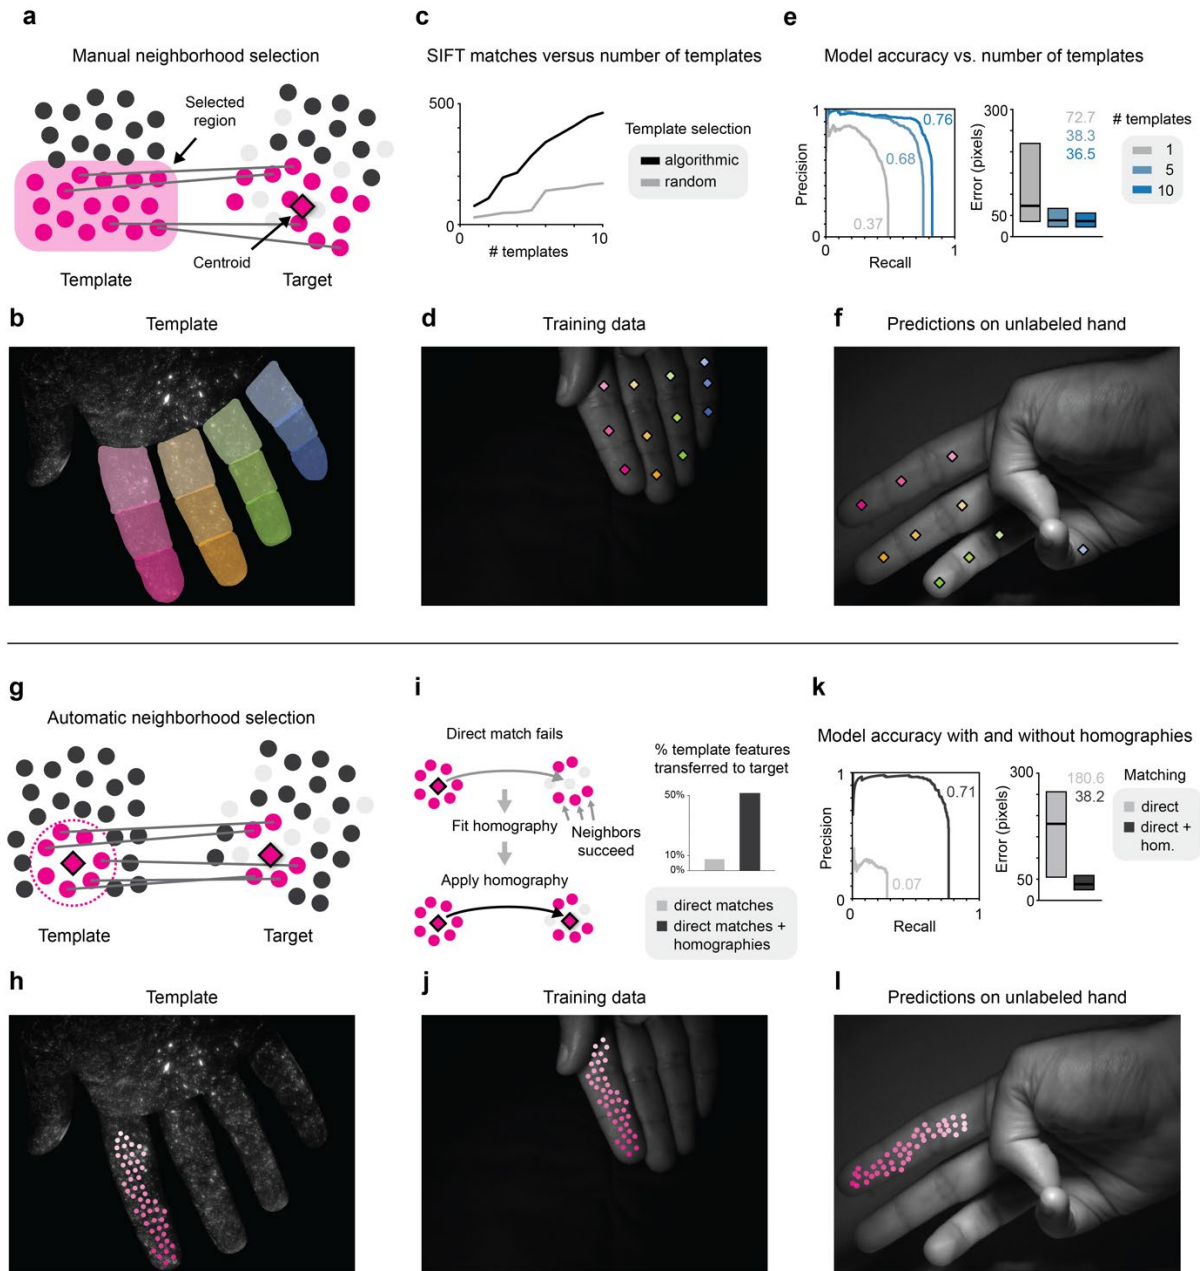 a
Manual neighborhood selection
Selected
region
Centroid
Template
Target
c
SIFT matches versus number of templates
500
0
0
10
# templates
Template selection
algorithmic
random
e
Model accuracy vs. number of templates
1
Precision
0
0
1
Recall
0.76
0.68
0.37
300
Error (pixels)
50
0
72.7
38.3
36.5
# templates
1
5
10
b
Template
d
Training data
f
Predictions on unlabeled hand
g
Automatic neighborhood selection
Template
Target
i
Direct match fails
Fit homography
Neighbors
succeed
Apply homography
% template features
transferred to target
50%
10%
0%
direct matches
direct matches +
homographies
k
Model accuracy with and without homographies
1
Precision
0
0
1
Recall
0.71
0.07
300
Error (pixels)
50
0
180.6
38.2
Matching
direct
direct +
hom.
h
Template
j
Training data
l
Predictions on unlabeled hand